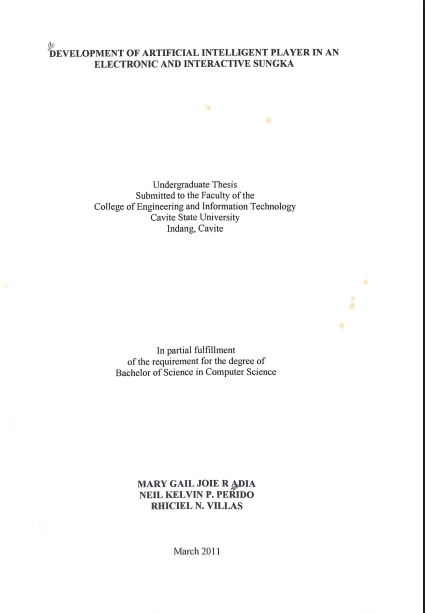 DEVELOPMENT OF ARTIFICIAL INTELLIGENT PLAYER IN AN
ELECTRONIC AND INTERACTIVE SUNGKA
Undergraduate Thesis
Submitted to the Faculty of the
College of Engineering and Information Technology
Cavite State University
Indang, Cavite
In partial fulfillment
of the requirement for the degree of
Bachelor of Science in Computer Science
MARY GAIL JOIE R ADIA
NEIL KELVIN P. PERIDO
RHICIEL N. VILLAS
March 2011